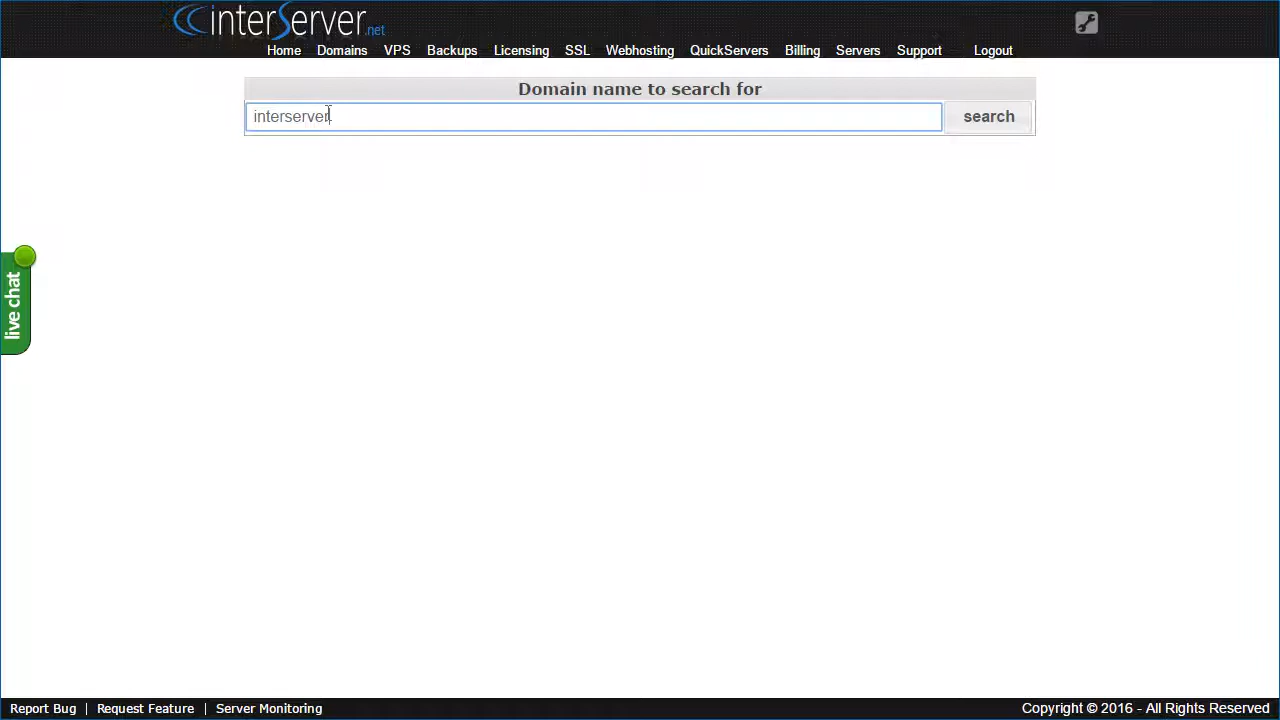 interServer.net
Home Domains VPS Backups Licensing SSL Webhosting QuickServers Billing Servers Support Logout
Domain name to search for
interserver search
live chat
Report Bug | Request Feature | Server Monitoring Copyright © 2016 - All Rights Reserved